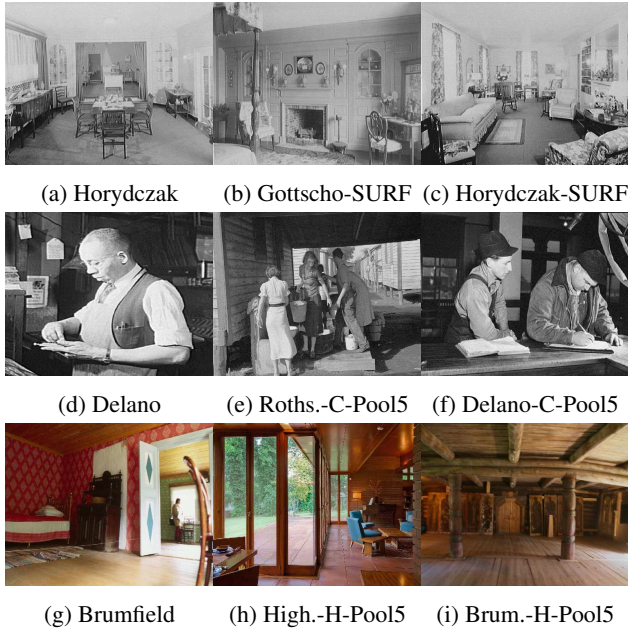 (a) Horydczak
(b) Gottscho-SURF
(c) Horydczak-SURF
(d) Delano
(e) Roths.-C-Pool5
(f) Delano-C-Pool5
(g) Brumfield
(h) High.-H-Pool5
(i) Brum.-H-Pool5